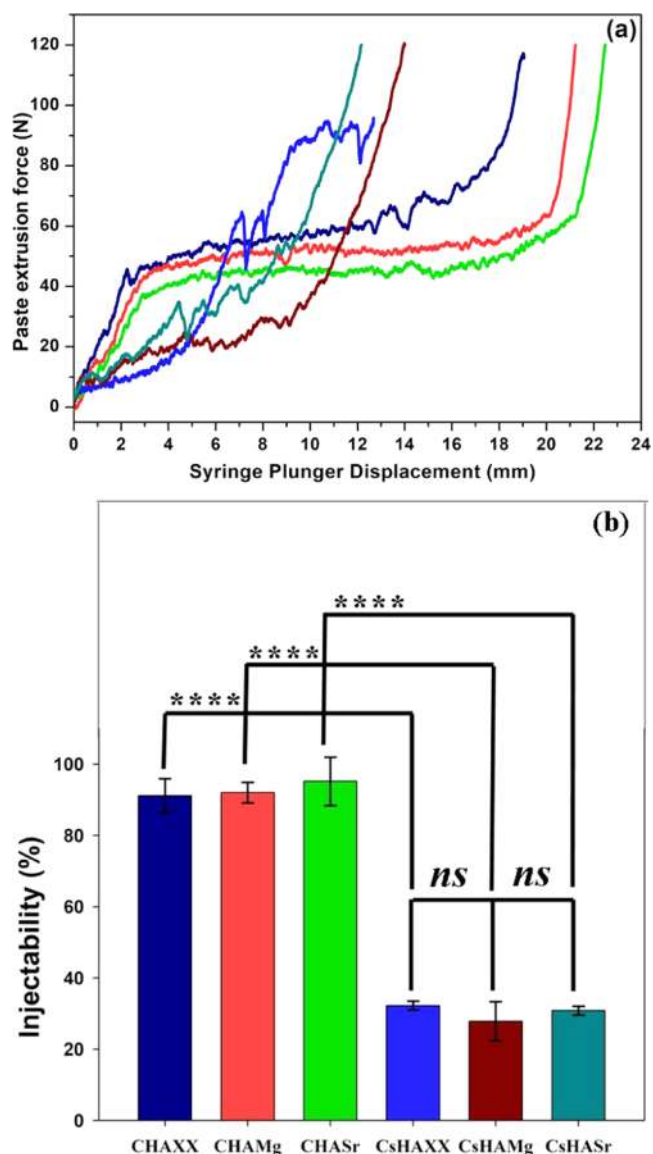 (a)
120
100
80
60
40
20
0
Paste extrusion force (N)
0 2 4 6 8 10 12 14 16 18 20 22 24
Syringe Plunger Displacement (mm)
(b)
****
****
****
100
80
60
40
20
0
Injectability (%)
ns ns
CHAXX CHAMg CHASr CsHAXX CsHAMg CsHASr